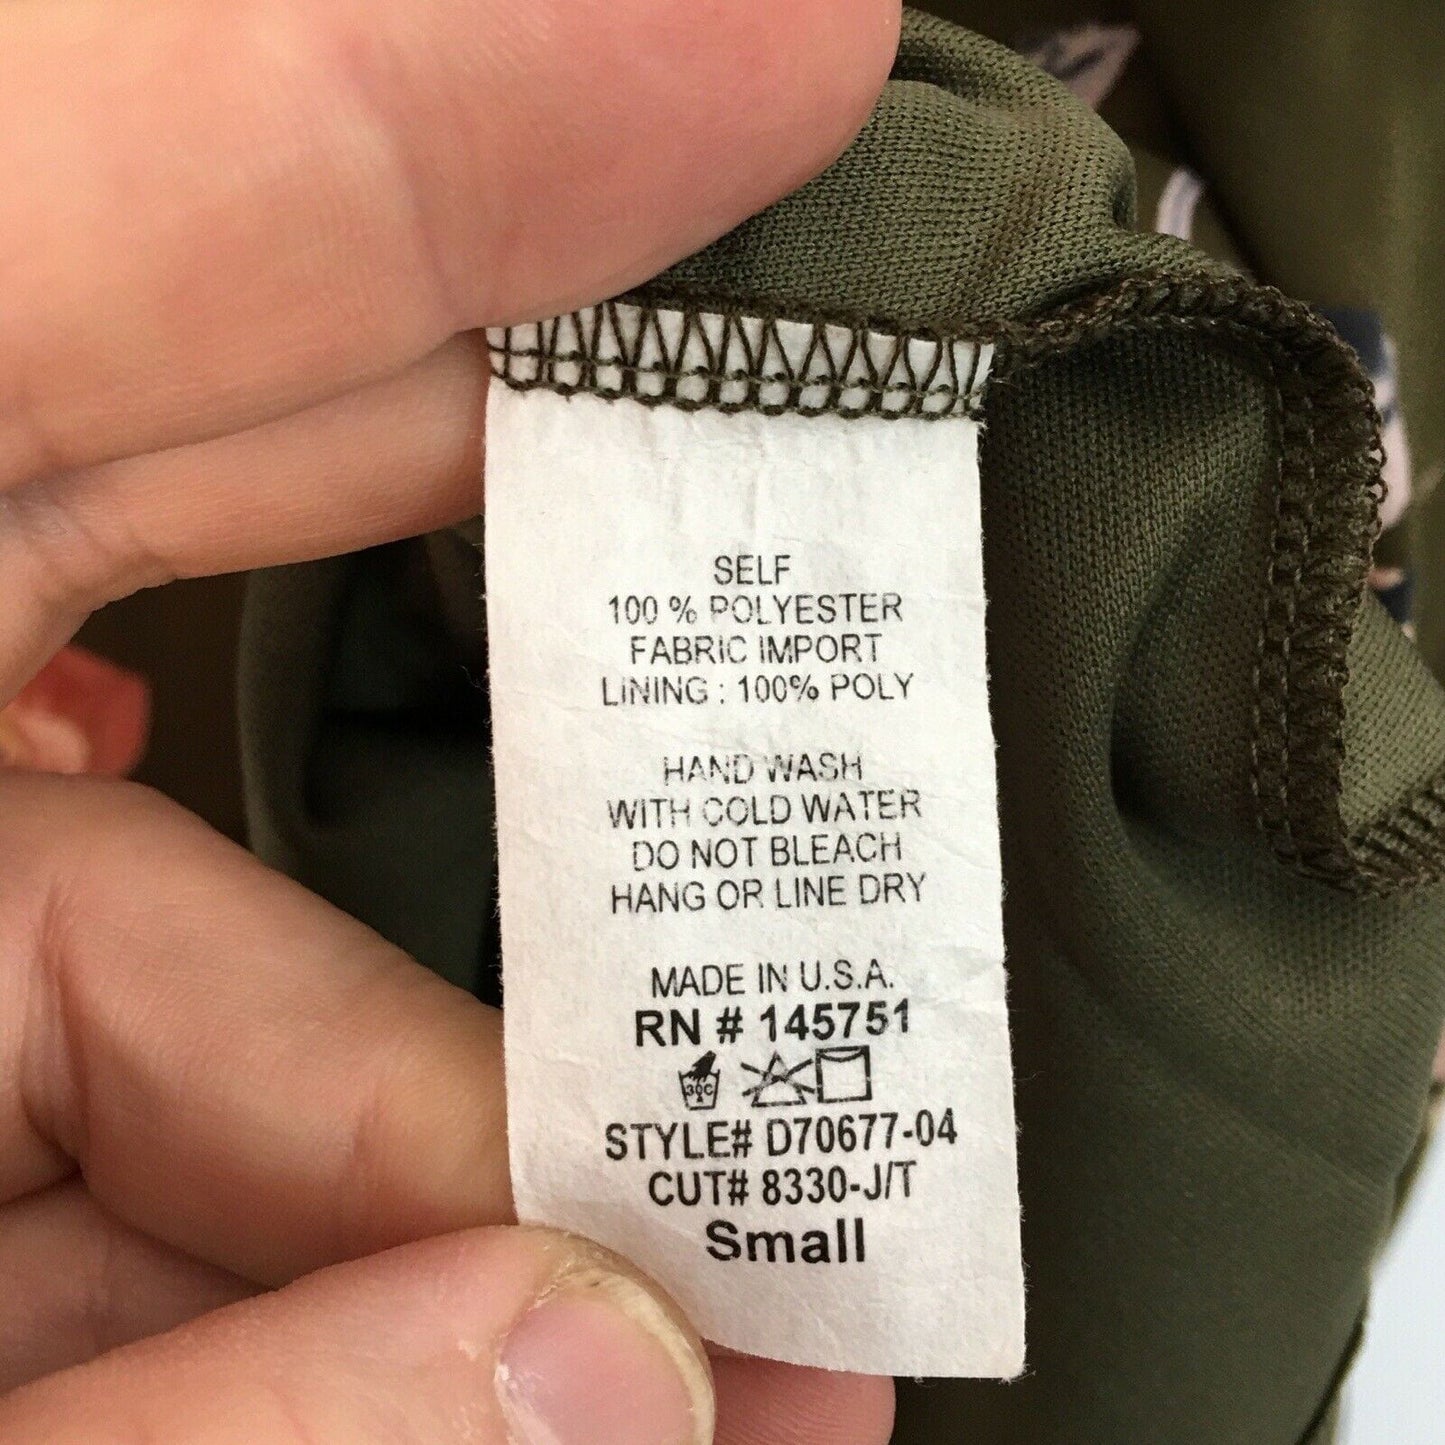 SELF
100 % POLYESTER
FABRIC IMPORT
LINING : 100% POLY
HAND WASH
WITH COLD WATER
DO NOT BLEACH
HANG OR LINE DRY
MADE IN U.S.A.
RN # 145751
30C
STYLE# D70677-04
CUT# 8330-J/T
Small